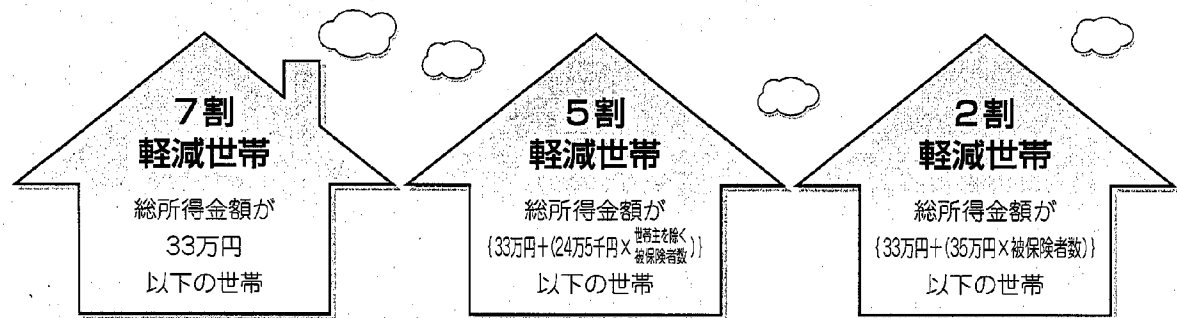 7割
軽減世帯
総所得金額が
33万円
以下の世帯
5割
軽減世帯
総所得金額が
{33万円+(24万5千円×世帯主を除く被保険者数)}
以下の世帯
2割
軽減世帯
総所得金額が
{33万円+(35万円×被保険者数)}
以下の世帯